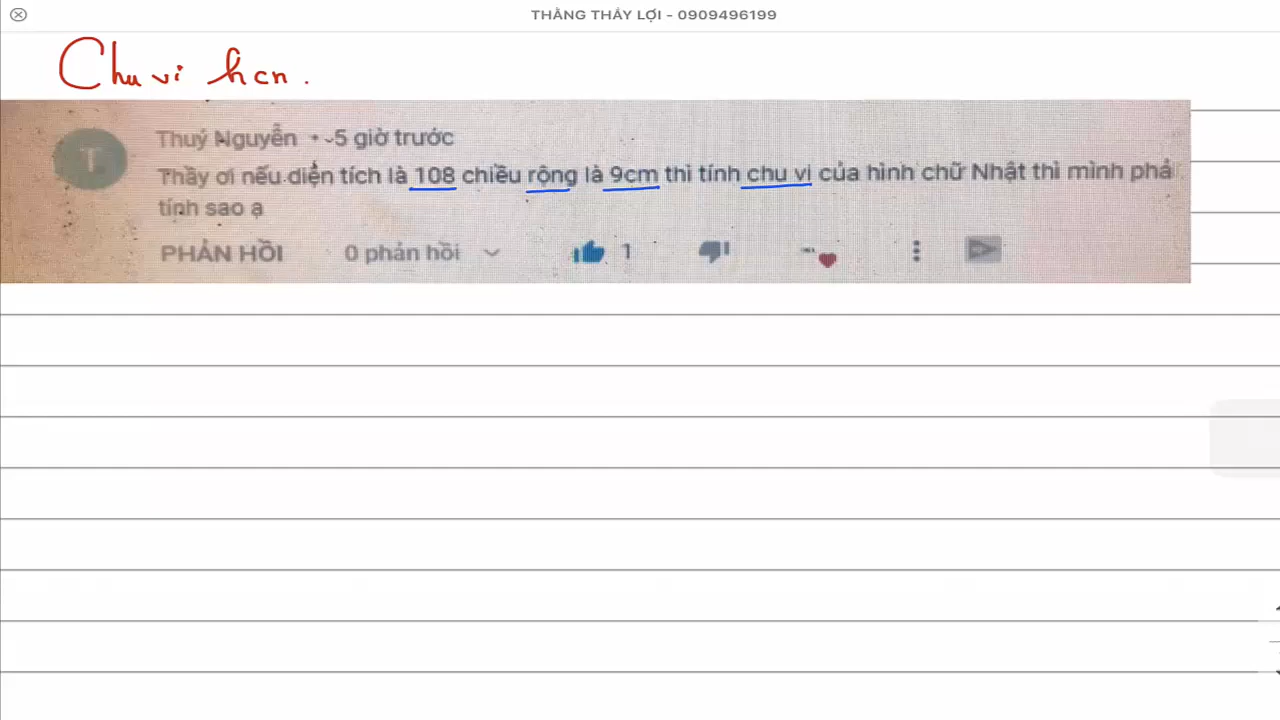 THẰNG THẦY LỢI - 0909496199
Chu vi hcn.
T
Thuý Nguyễn • 5 giờ trước
Thầy ơi nếu diện tích là 108 chiều rộng là 9cm thì tính chu vi của hình chữ Nhật thì mình phả
tính sao ạ
PHẢN HỒI 0 phản hồi 1